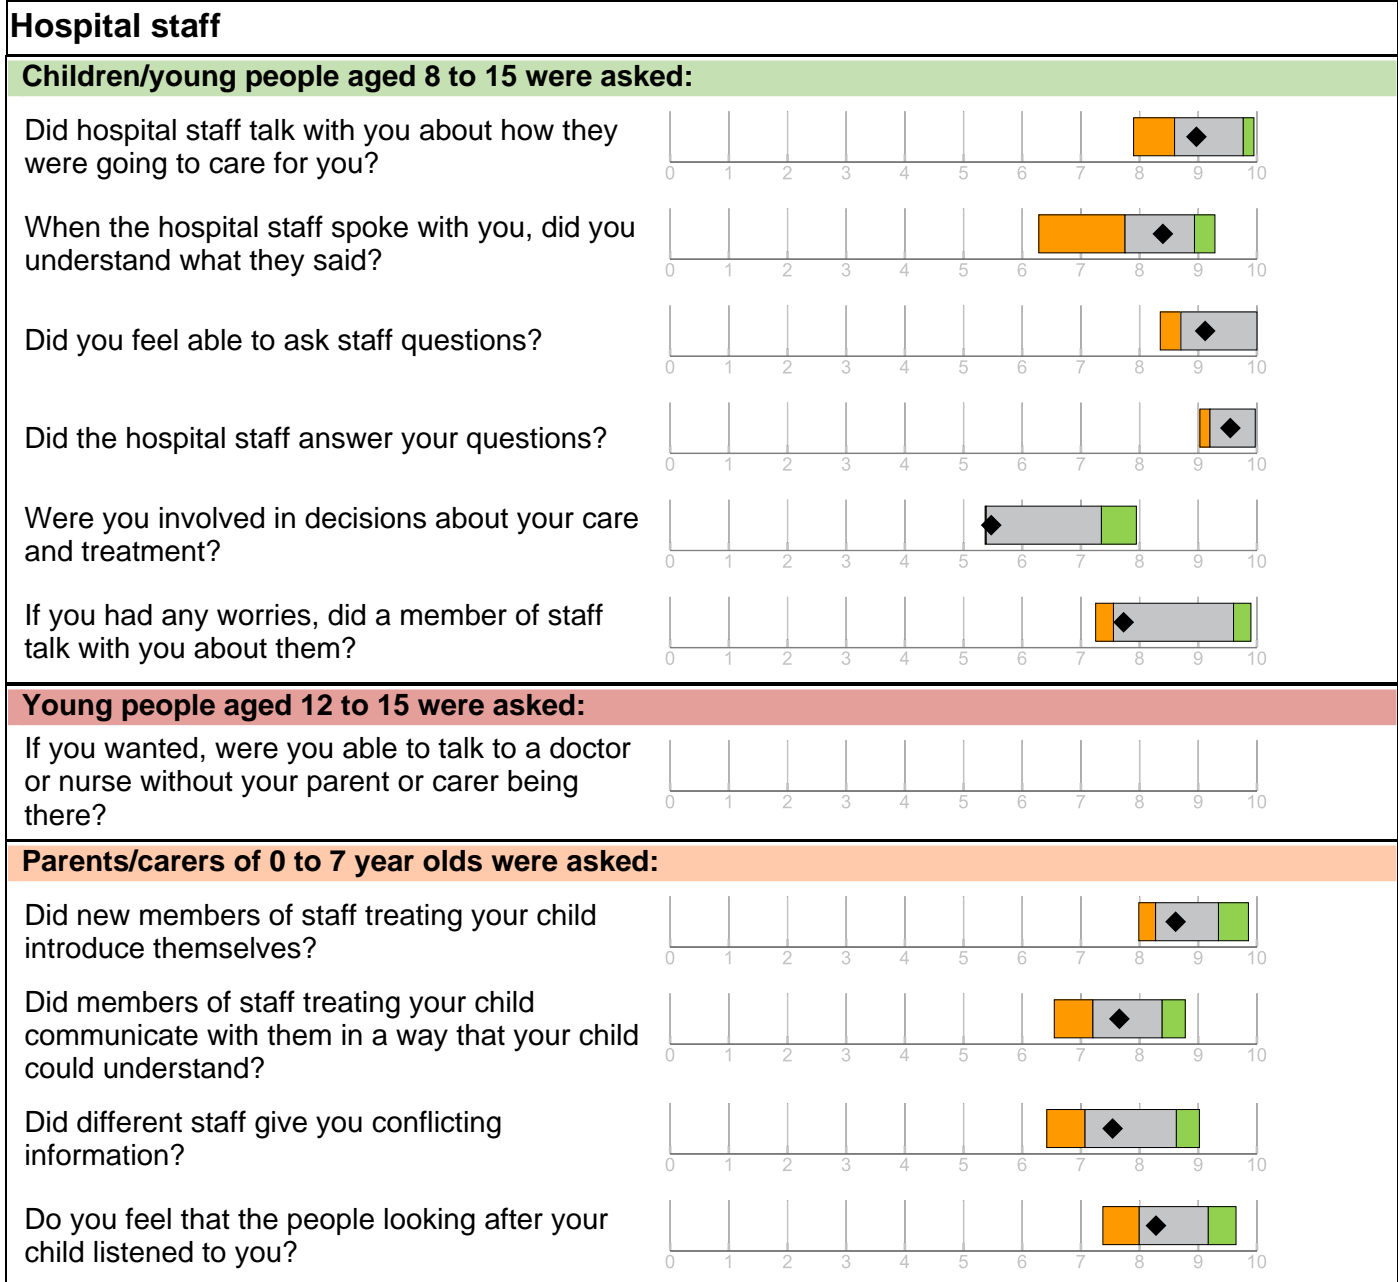 Hospital staff
Children/young people aged 8 to 15 were asked:
Did hospital staff talk with you about how they
were going to care for you?
0 1 2 3 4 5 6 7 8 9 10
When the hospital staff spoke with you, did you
understand what they said?
0 1 2 3 4 5 6 7 8 9 10
Did you feel able to ask staff questions?
0 1 2 3 4 5 6 7 8 9 10
Did the hospital staff answer your questions?
0 1 2 3 4 5 6 7 8 9 10
Were you involved in decisions about your care
and treatment?
0 1 2 3 4 5 6 7 8 9 10
If you had any worries, did a member of staff
talk with you about them?
0 1 2 3 4 5 6 7 8 9 10
Young people aged 12 to 15 were asked:
If you wanted, were you able to talk to a doctor
or nurse without your parent or carer being
there?
0 1 2 3 4 5 6 7 8 9 10
Parents/carers of 0 to 7 year olds were asked:
Did new members of staff treating your child
introduce themselves?
0 1 2 3 4 5 6 7 8 9 10
Did members of staff treating your child
communicate with them in a way that your child
could understand?
0 1 2 3 4 5 6 7 8 9 10
Did different staff give you conflicting
information?
0 1 2 3 4 5 6 7 8 9 10
Do you feel that the people looking after your
child listened to you?
0 1 2 3 4 5 6 7 8 9 10